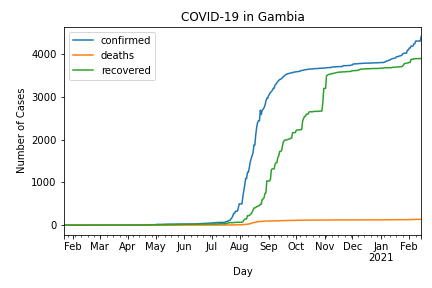 COVID-19 in Gambia
confirmed
deaths
recovered
Number of Cases
4000
3000
2000
1000
0
Feb Mar Apr May Jun Jul Aug Sep Oct Nov Dec Jan Feb
2021
Day